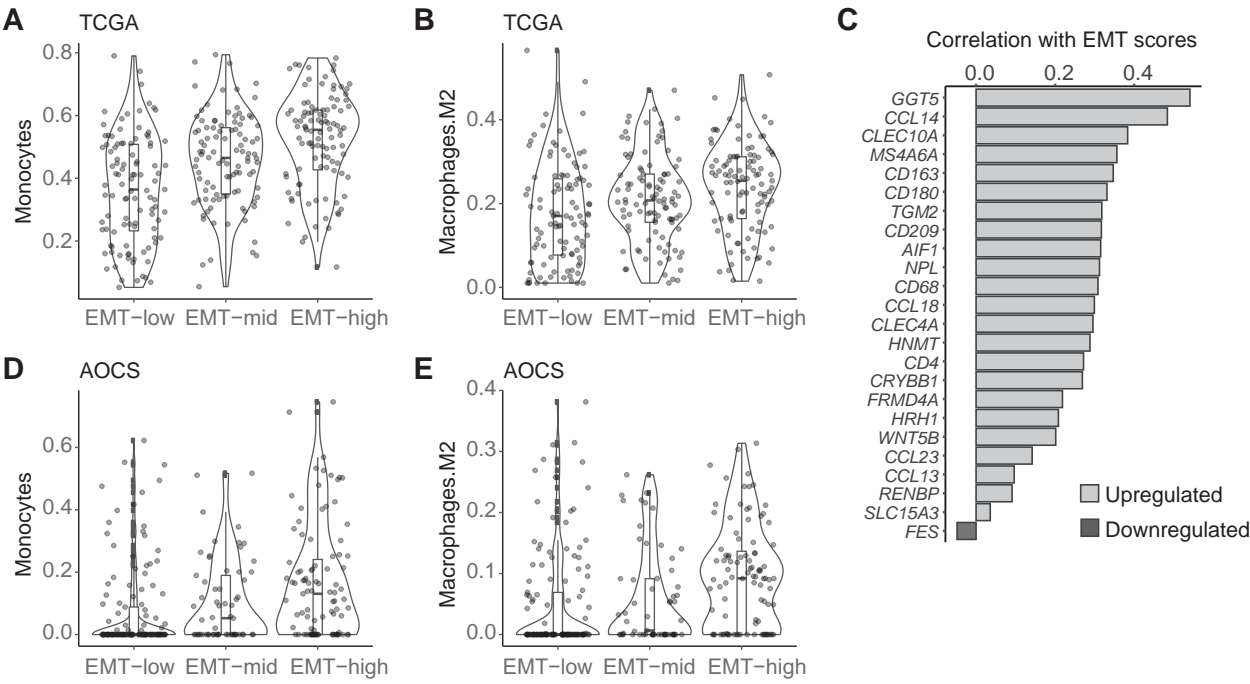 A TCGA
Monocytes
0.8
0.6
0.4
0.2
EMT−low EMT−mid EMT−high
B TCGA
Macrophages.M2
0.4
0.2
0.0
EMT−low EMT−mid EMT−high
C
Correlation with EMT scores
0.0 0.2 0.4
GGT5
CCL14
CLEC10A
MS4A6A
CD163
CD180
TGM2
CD209
AIF1
NPL
CD68
CCL18
CLEC4A
HNMT
CD4
CRYBB1
FRMD4A
HRH1
WNT5B
CCL23
CCL13
RENBP
SLC15A3
FES
Upregulated
Downregulated
D AOCS
Monocytes
0.6
0.4
0.2
0.0
EMT−low EMT−mid EMT−high
E AOCS
Macrophages.M2
0.4
0.3
0.2
0.1
0.0
EMT−low EMT−mid EMT−high